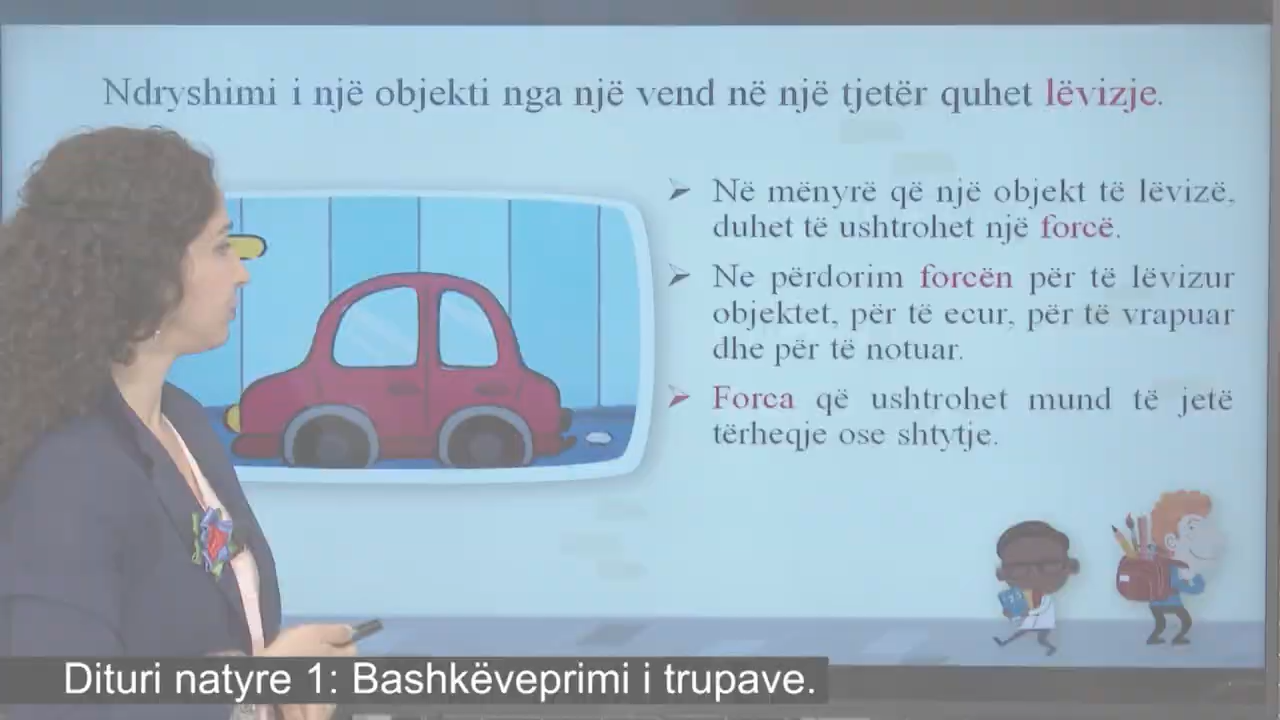 Ndryshimi i një objekti nga një vend në një tjetër quhet lëvizje.
Në mënyrë që një objekt të lëvizë,
duhet të ushtrohet një forcë.
Ne përdorim forcën për të lëvizur
objektet, për të ecur, për të vrapuar
dhe për të notuar.
Forca që ushtrohet mund të jetë
tërheqje ose shtytje.
Dituri natyre 1: Bashkëveprimi i trupave.